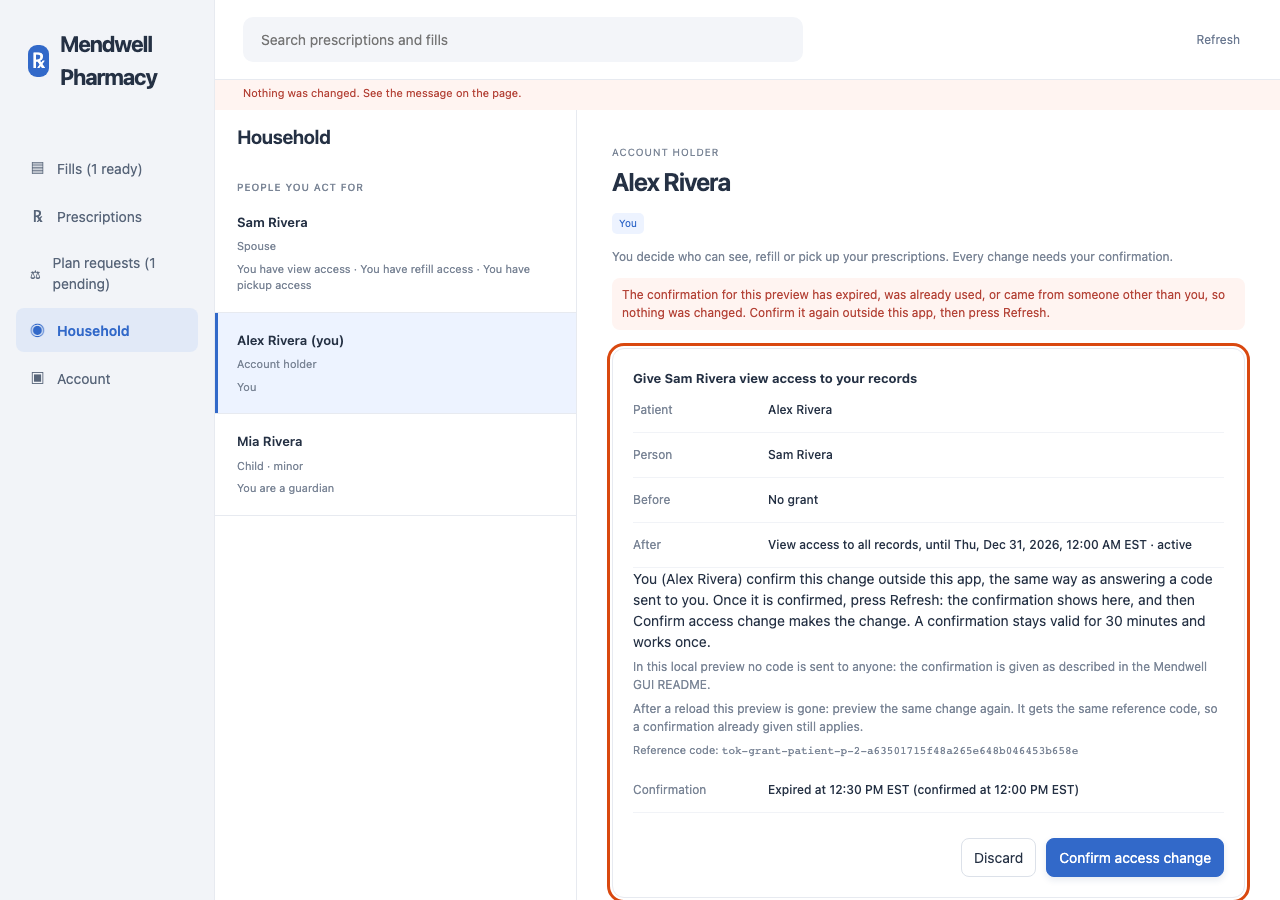 Mendwell
Pharmacy
Fills (1 ready)
Prescriptions
Plan requests (1
pending)
Household
Account
Search prescriptions and fills
Refresh
Nothing was changed. See the message on the page.
Household
PEOPLE YOU ACT FOR
Sam Rivera
Spouse
You have view access · You have refill access · You have
pickup access
Alex Rivera (you)
Account holder
You
Mia Rivera
Child · minor
You are a guardian
ACCOUNT HOLDER
Alex Rivera
You
You decide who can see, refill or pick up your prescriptions. Every change needs your confirmation.
The confirmation for this preview has expired, was already used, or came from someone other than you, so
nothing was changed. Confirm it again outside this app, then press Refresh.
Give Sam Rivera view access to your records
Patient Alex Rivera
Person Sam Rivera
Before No grant
After View access to all records, until Thu, Dec 31, 2026, 12:00 AM EST · active
You (Alex Rivera) confirm this change outside this app, the same way as answering a code
sent to you. Once it is confirmed, press Refresh: the confirmation shows here, and then
Confirm access change makes the change. A confirmation stays valid for 30 minutes and
works once.
In this local preview no code is sent to anyone: the confirmation is given as described in the Mendwell
GUI README.
After a reload this preview is gone: preview the same change again. It gets the same reference code, so
a confirmation already given still applies.
Reference code: tok-grant-patient-p-2-a63501715f48a265e648b046453b658e
Confirmation Expired at 12:30 PM EST (confirmed at 12:00 PM EST)
Discard
Confirm access change